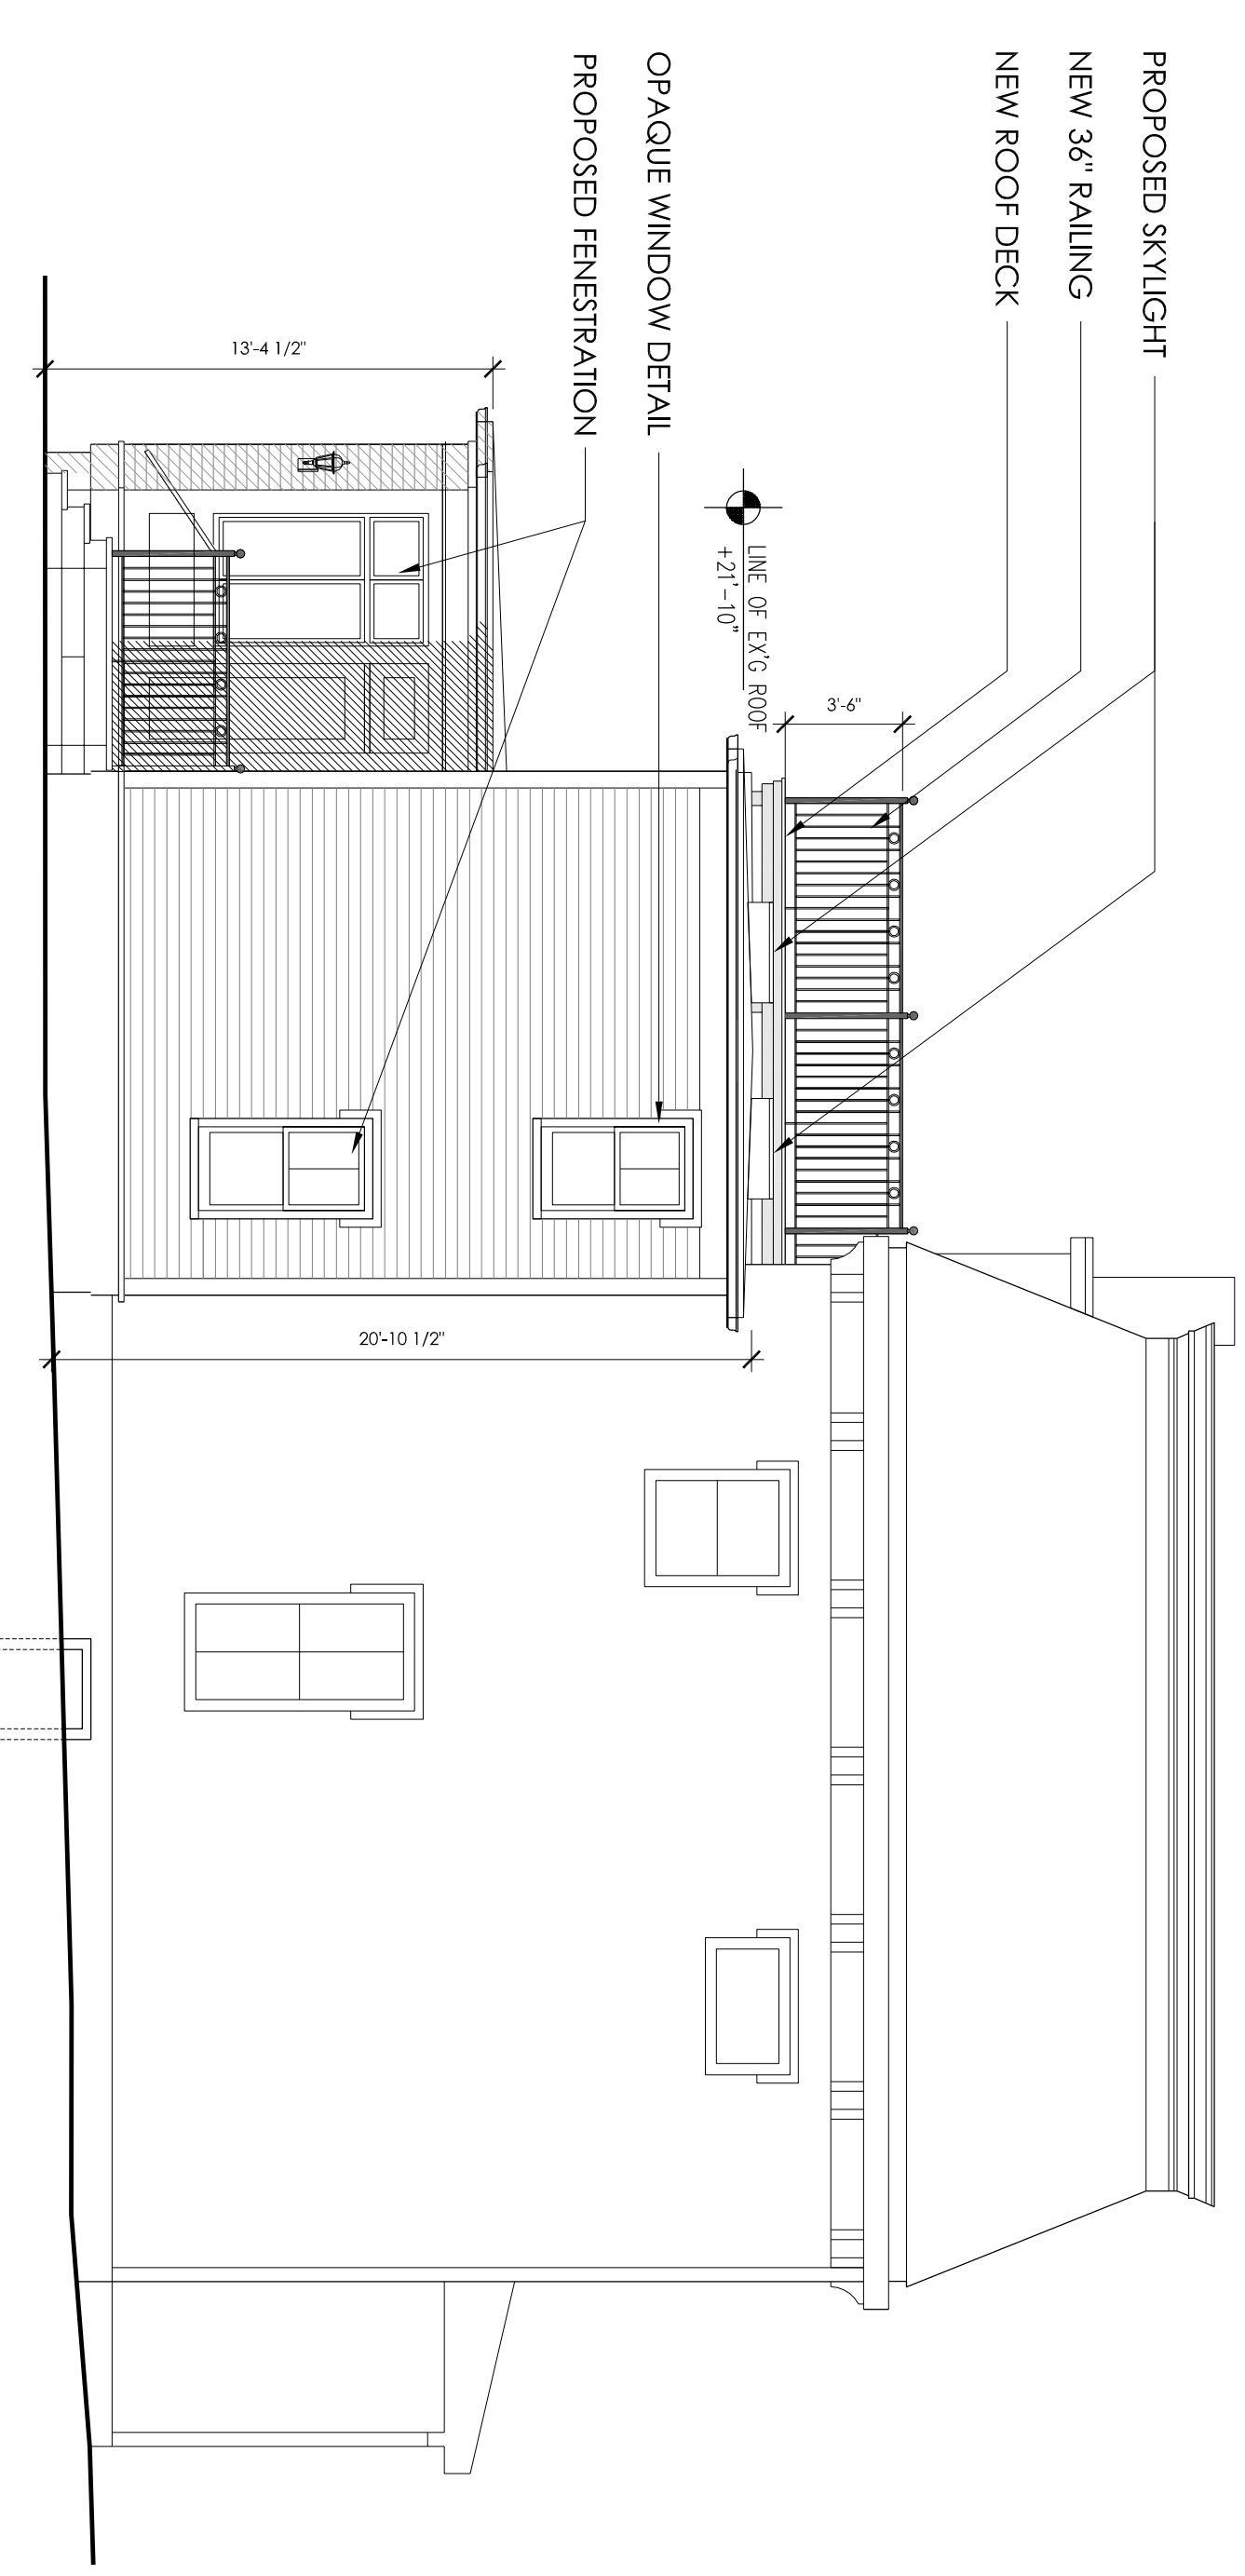 PROPOSED SKYLIGHT
NEW 36" RAILING
NEW ROOF DECK
3'-6"
LINE OF EX'G ROOF
+21'-10"
OPAQUE WINDOW DETAIL
PROPOSED FENESTRATION
13'-4 1/2"
20'-10 1/2"